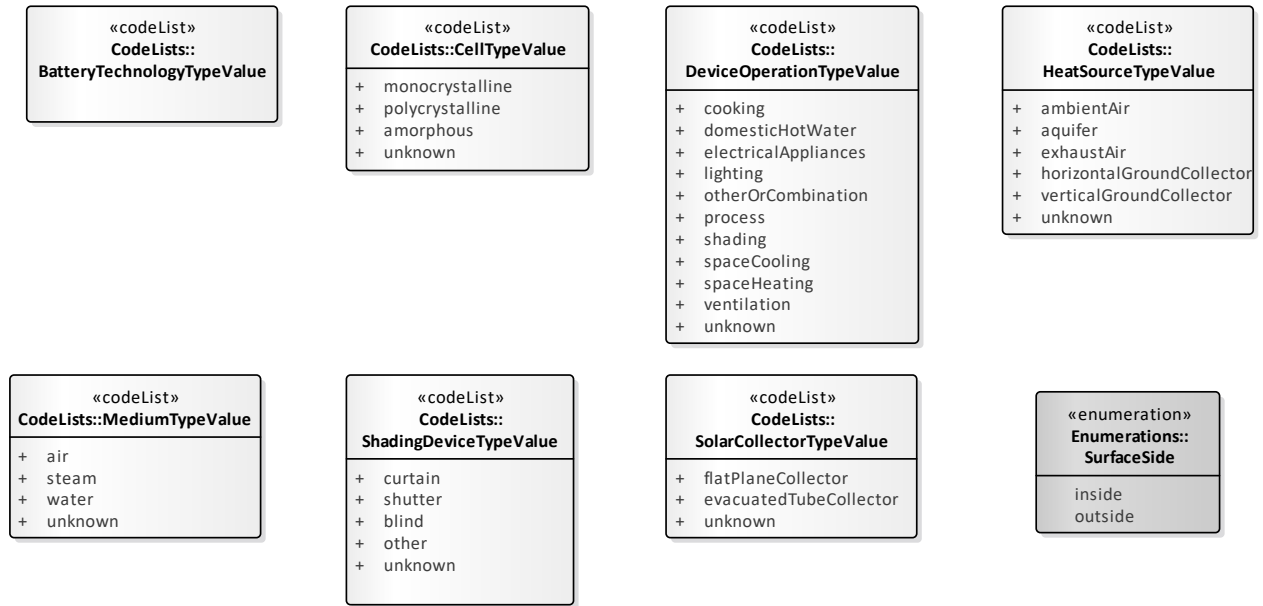 «codeList»
CodeLists::
BatteryTechnologyTypeValue
«codeList»
CodeLists::CellTypeValue
+ monocrystalline
+ polycrystalline
+ amorphous
+ unknown
«codeList»
CodeLists::
DeviceOperationTypeValue
+ cooking
+ domesticHotWater
+ electricalAppliances
+ lighting
+ otherOrCombination
+ process
+ shading
+ spaceCooling
+ spaceHeating
+ ventilation
+ unknown
«codeList»
CodeLists::
HeatSourceTypeValue
+ ambientAir
+ aquifer
+ exhaustAir
+ horizontalGroundCollector
+ verticalGroundCollector
+ unknown
«codeList»
CodeLists::MediumTypeValue
+ air
+ steam
+ water
+ unknown
«codeList»
CodeLists::
ShadingDeviceTypeValue
+ curtain
+ shutter
+ blind
+ other
+ unknown
«codeList»
CodeLists::
SolarCollectorTypeValue
+ flatPlaneCollector
+ evacuatedTubeCollector
+ unknown
«enumeration»
Enumerations::
SurfaceSide
inside
outside